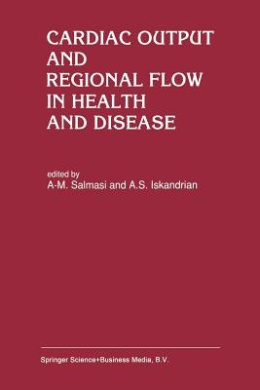 CARDIAC OUTPUT
AND
REGIONAL FLOW
IN HEALTH
AND DISEASE
edited by
A-M. Salmasi and A.S. Iskandrian
Springer Science+Business Media, B.V.